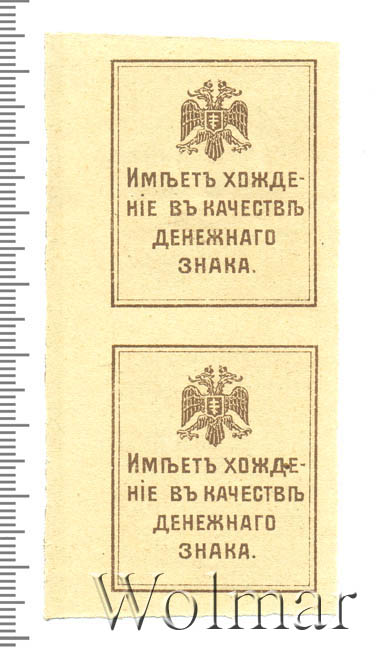 Имѣетъ хожде-
ніе въ качествѣ
денежнаго
знака.
Имѣетъ хожде-
ніе въ качествѣ
денежнаго
знака.
Wolmar